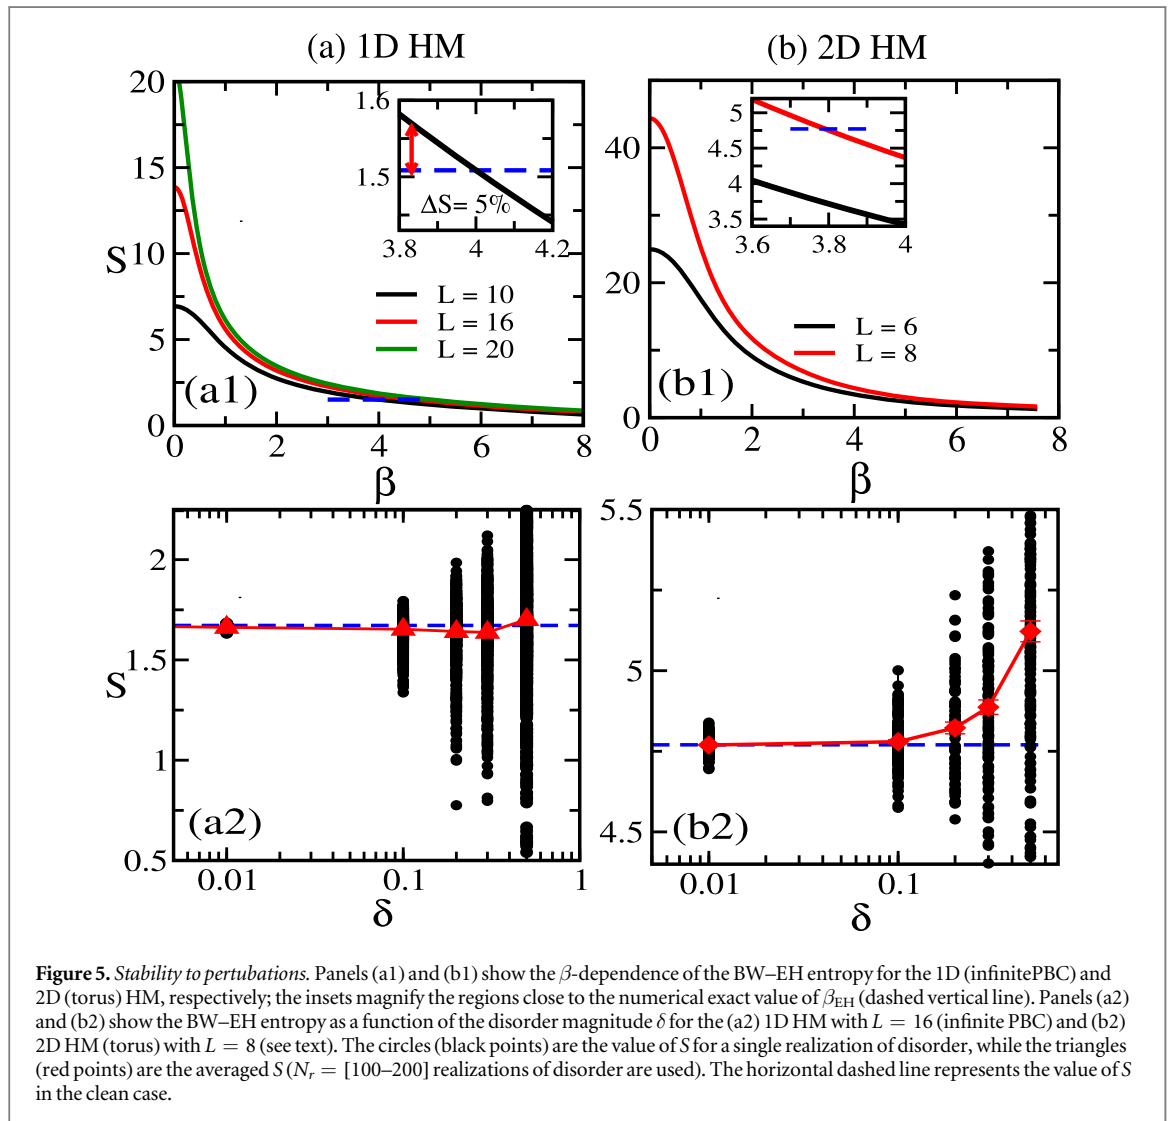 (a) 1D HM
(b) 2D HM
20
15
S10
5
0
0 2 4 6 8
β
1.6
1.5
ΔS= 5%
3.8 4 4.2
L = 10
L = 16
L = 20
(a1)
40
20
0
0 2 4 6 8
β
5
4.5
4
3.5
3.6 3.8 4
L = 6
L = 8
(b1)
2
1.5
S
1
0.5
0.01 0.1 1
δ
(a2)
5.5
5
4.5
0.01 0.1
δ
(b2)
Figure 5. Stability to pertubations. Panels (a1) and (b1) show the β-dependence of the BW–EH entropy for the 1D (infinitePBC) and
2D (torus) HM, respectively; the insets magnify the regions close to the numerical exact value of βEH (dashed vertical line). Panels (a2)
and (b2) show the BW–EH entropy as a function of the disorder magnitude δ for the (a2) 1D HM with L = 16 (infinite PBC) and (b2)
2D HM (torus) with L = 8 (see text). The circles (black points) are the value of S for a single realization of disorder, while the triangles
(red points) are the averaged S (Nr = [100–200] realizations of disorder are used). The horizontal dashed line represents the value of S
in the clean case.